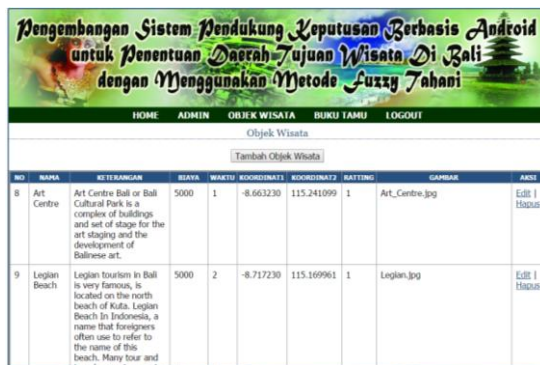 Pengembangan Sistem Pendukung Keputusan Berbasis Android
untuk Penentuan Daerah Tujuan Wisata Di Bali
dengan Menggunakan Metode Fuzzy Tahani
HOME ADMIN OBJEK WISATA BUKU TAMU LOGOUT
Objek Wisata
Tambah Objek Wisata
NO NAMA KETERANGAN BIAYA WAKTU KOORDINAT1 KOORDINAT2 RATTING GAMBAR AKSI
8 Art Art Centre Bali or Bali 5000 1 -8.663230 115.241099 1 Art_Centre.jpg Edit |
Centre Cultural Park is a Hapus
complex of buildings
and set of stage for the
art staging and the
development of
Balinese art.
9 Legian Legian tourism in Bali 5000 2 -8.717230 115.169961 1 Legian.jpg Edit |
Beach is very famous, is Hapus
located on the north
beach of Kuta. Legian
Beach In Indonesia, a
name that foreigners
often use to refer to
the name of this
beach. Many tour and